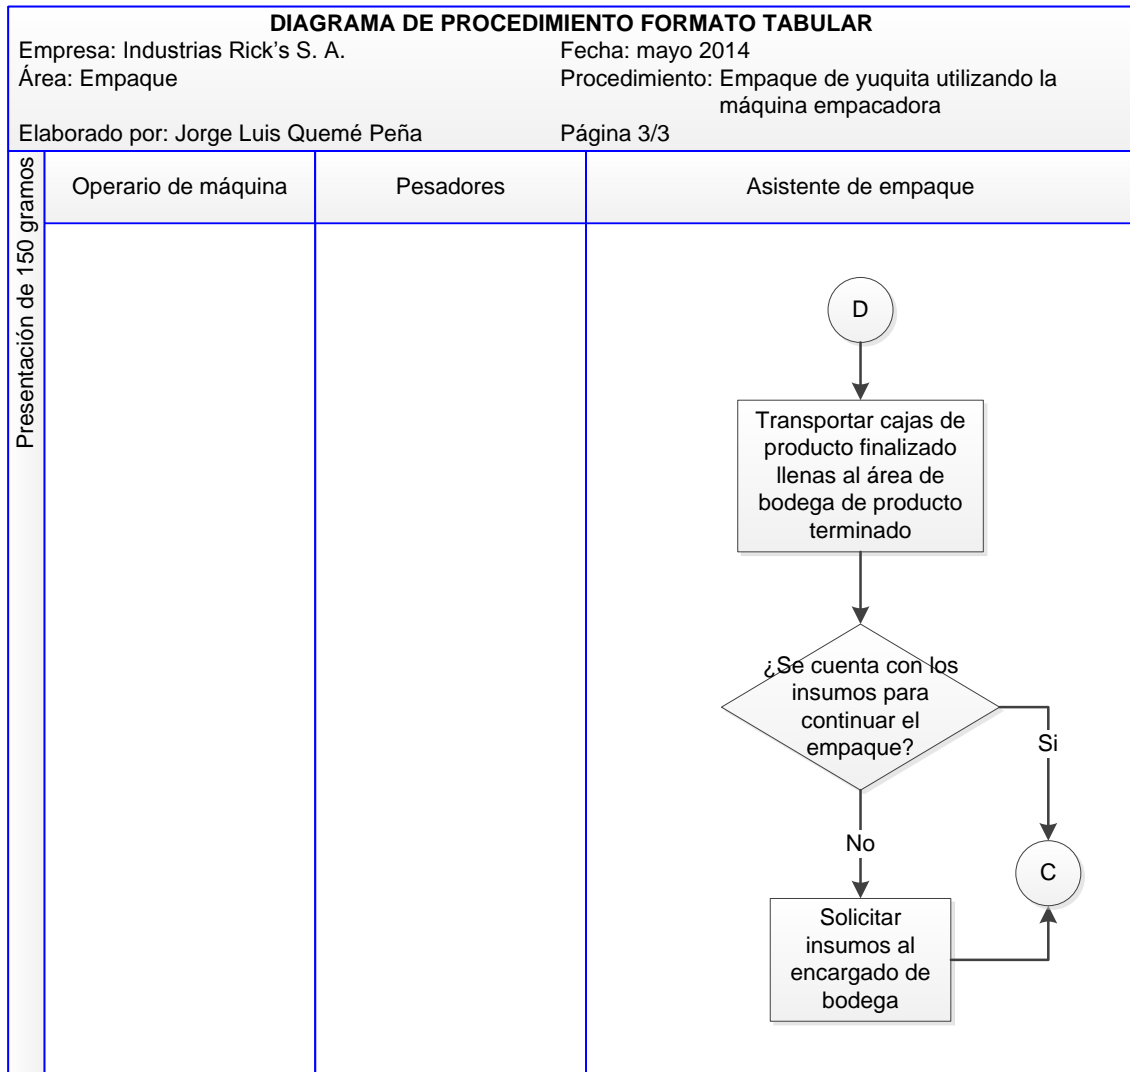 DIAGRAMA DE PROCEDIMIENTO FORMATO TABULAR
Empresa: Industrias Rick's S. A.
Fecha: mayo 2014
Área: Empaque
Procedimiento: Empaque de yuquita utilizando la
máquina empacadora
Elaborado por: Jorge Luis Quemé Peña
Página 3/3
Presentación de 150 gramos
Operario de máquina
Pesadores
Asistente de empaque
D
Transportar cajas de
producto finalizado
llenas al área de
bodega de producto
terminado
¿Se cuenta con los
insumos para
continuar el
empaque?
Si
No
C
Solicitar
insumos al
encargado de
bodega